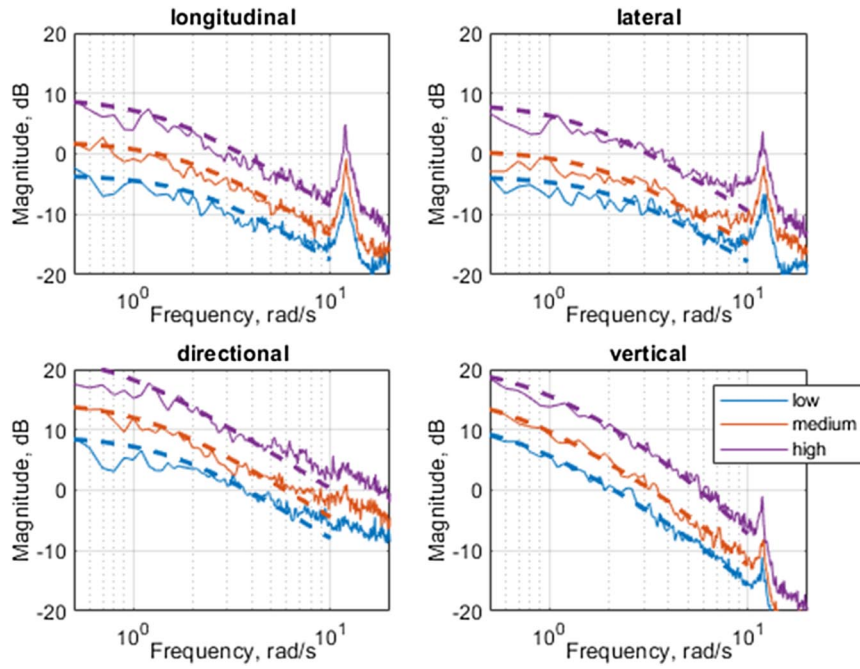 longitudinal
20
10
0
-10
-20
Magnitude, dB
10^0
10^1
Frequency, rad/s
lateral
20
10
0
-10
-20
Magnitude, dB
10^0
10^1
Frequency, rad/s
directional
20
10
0
-10
-20
Magnitude, dB
10^0
10^1
Frequency, rad/s
vertical
20
10
0
-10
-20
Magnitude, dB
10^0
10^1
Frequency, rad/s
low
medium
high